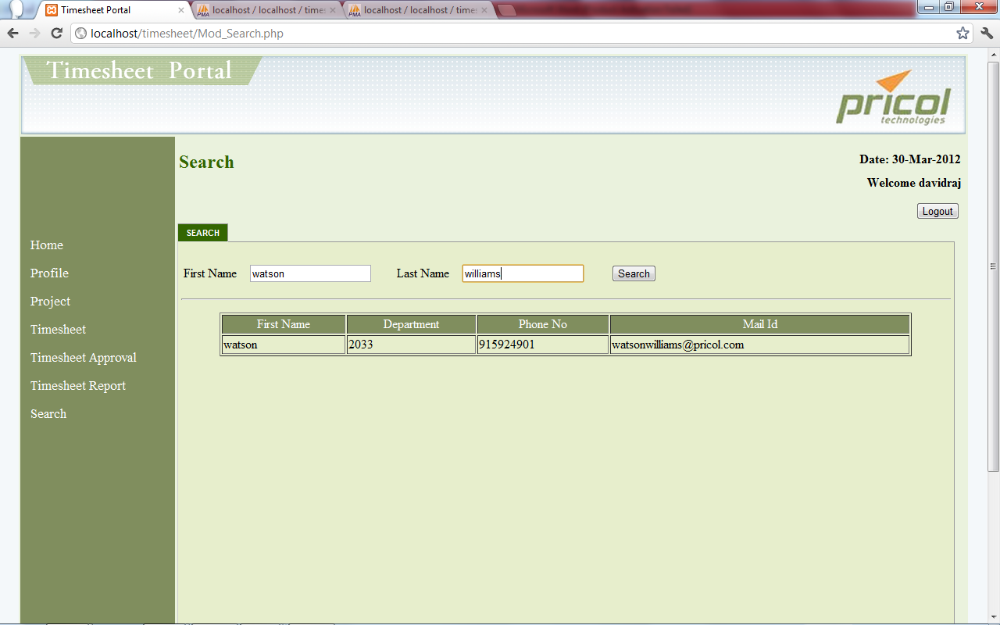 Timesheet Portal
localhost / localhost / times
localhost / localhost / times
localhost/timesheet/Mod_Search.php
Timesheet Portal
pricol
technologies
Search
Date: 30-Mar-2012
Welcome davidraj
Logout
SEARCH
Home
Profile
Project
Timesheet
Timesheet Approval
Timesheet Report
Search
First Name watson Last Name williams Search
First Name Department Phone No Mail Id
watson 2033 915924901 watsonwilliams@pricol.com